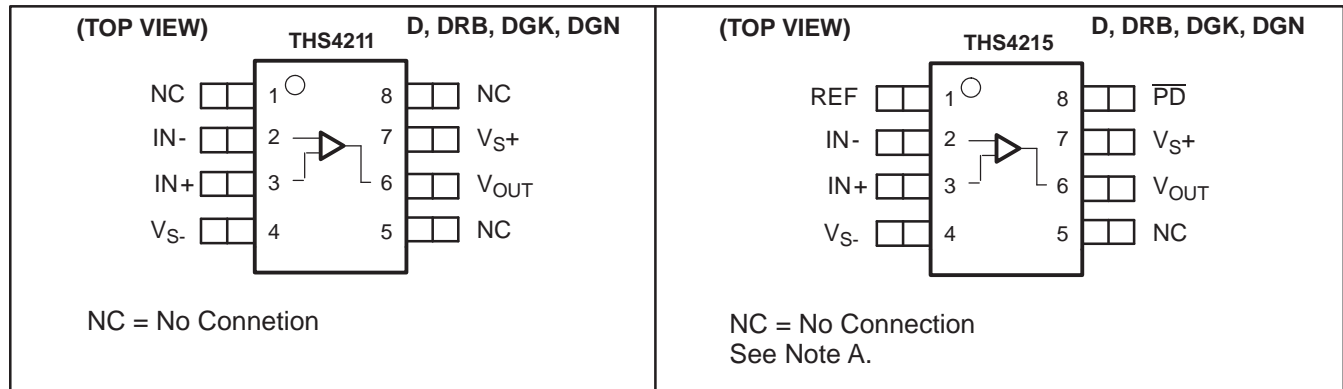 (TOP VIEW) THS4211 D, DRB, DGK, DGN
NC 1 8 NC
IN- 2 7 VS+
IN+ 3 6 VOUT
VS- 4 5 NC
NC = No Connetion
(TOP VIEW) THS4215 D, DRB, DGK, DGN
REF 1 8 PD
IN- 2 7 VS+
IN+ 3 6 VOUT
VS- 4 5 NC
NC = No Connection
See Note A.